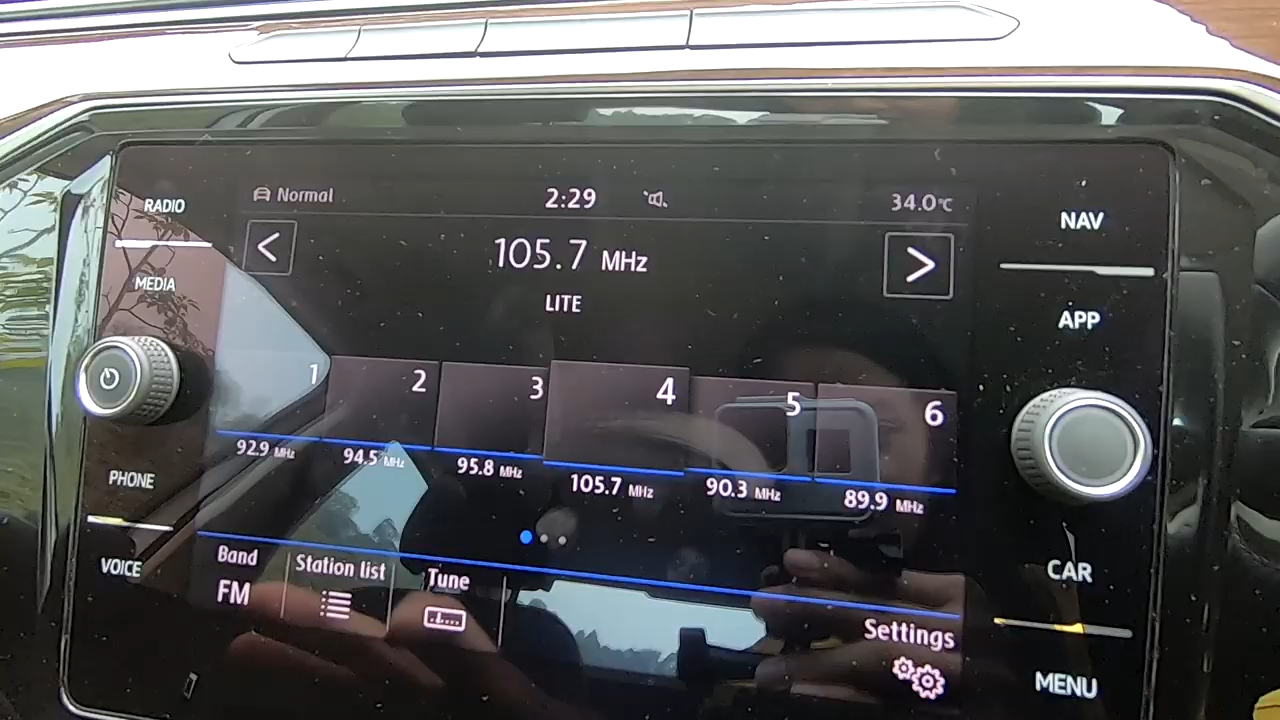 RADIO
MEDIA
PHONE
VOICE
Normal 2:29 34.0℃
< 105.7 MHz >
LITE
1 2 3 4 5 6
92.9 MHz 94.5 MHz 95.8 MHz 105.7 MHz 90.3 MHz 89.9 MHz
Band Station list Tune Settings
FM
NAV
APP
CAR
MENU